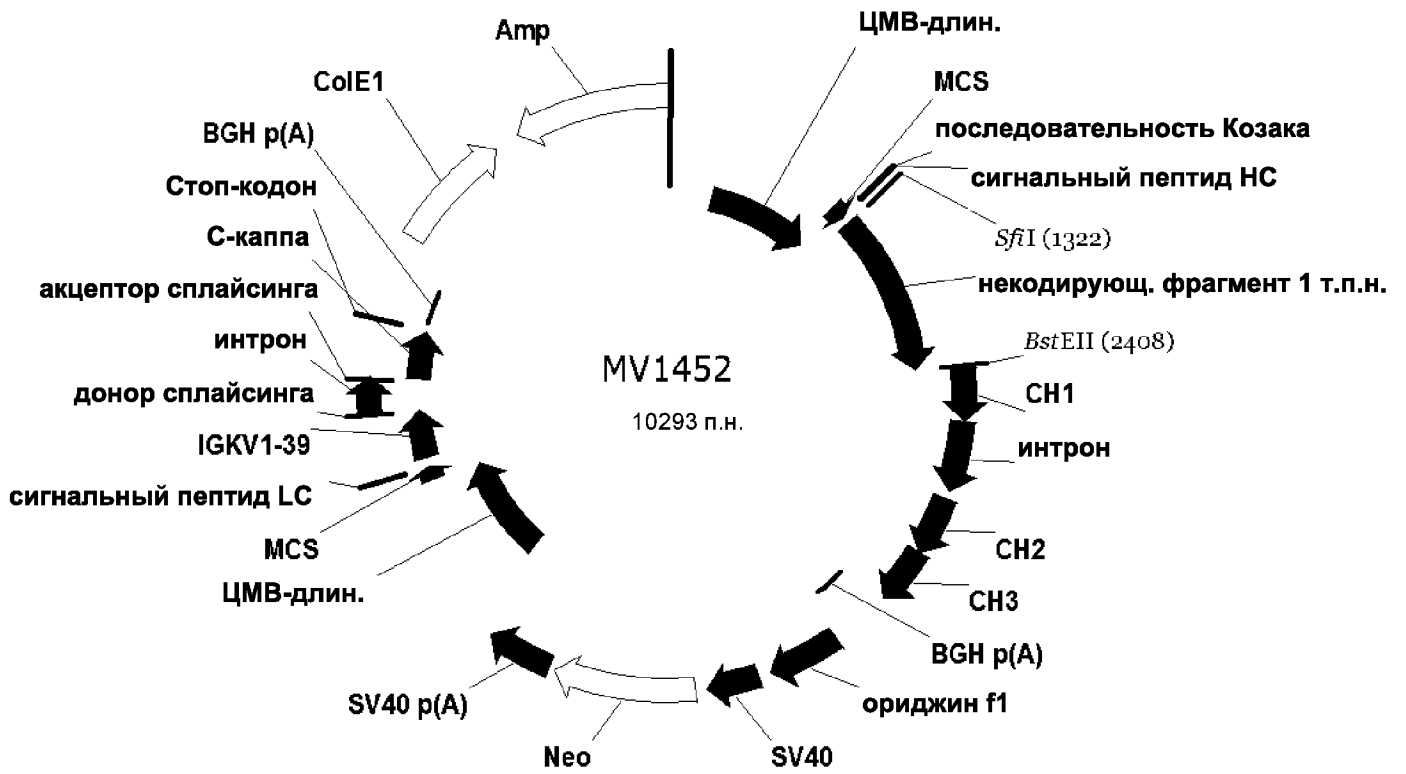 Amp
ЦМВ-длин.
ColE1
MCS
BGH p(A)
последовательность Козака
Стоп-кодон
сигнальный пептид HC
С-каппа
SfiI (1322)
акцептор сплайсинга
некодирующ. фрагмент 1 т.п.н.
интрон
BstEII (2408)
MV1452
донор сплайсинга
CH1
10293 п.н.
IGKV1-39
интрон
сигнальный пептид LC
MCS
CH2
ЦМВ-длин.
CH3
BGH p(A)
SV40 p(A)
ориджин f1
Neo
SV40